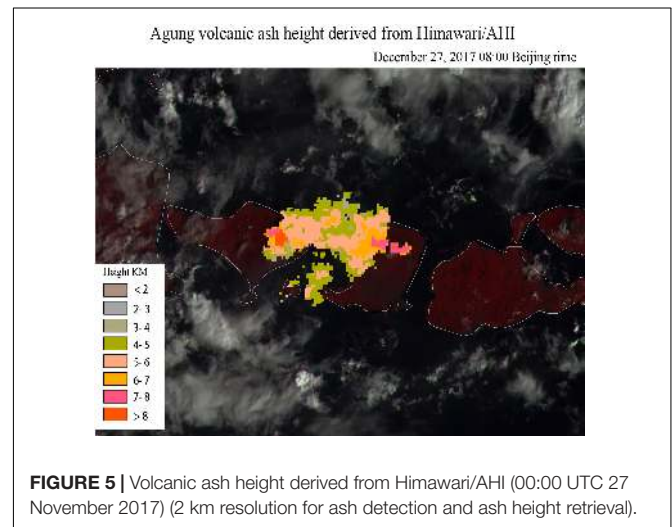 Agung volcanic ash height derived from Himawari/AHI
December 27, 2017 08:00 Beijing time
Height KM
< 2
2- 3
3- 4
4- 5
5- 6
6- 7
7- 8
> 8
FIGURE 5 | Volcanic ash height derived from Himawari/AHI (00:00 UTC 27
November 2017) (2 km resolution for ash detection and ash height retrieval).